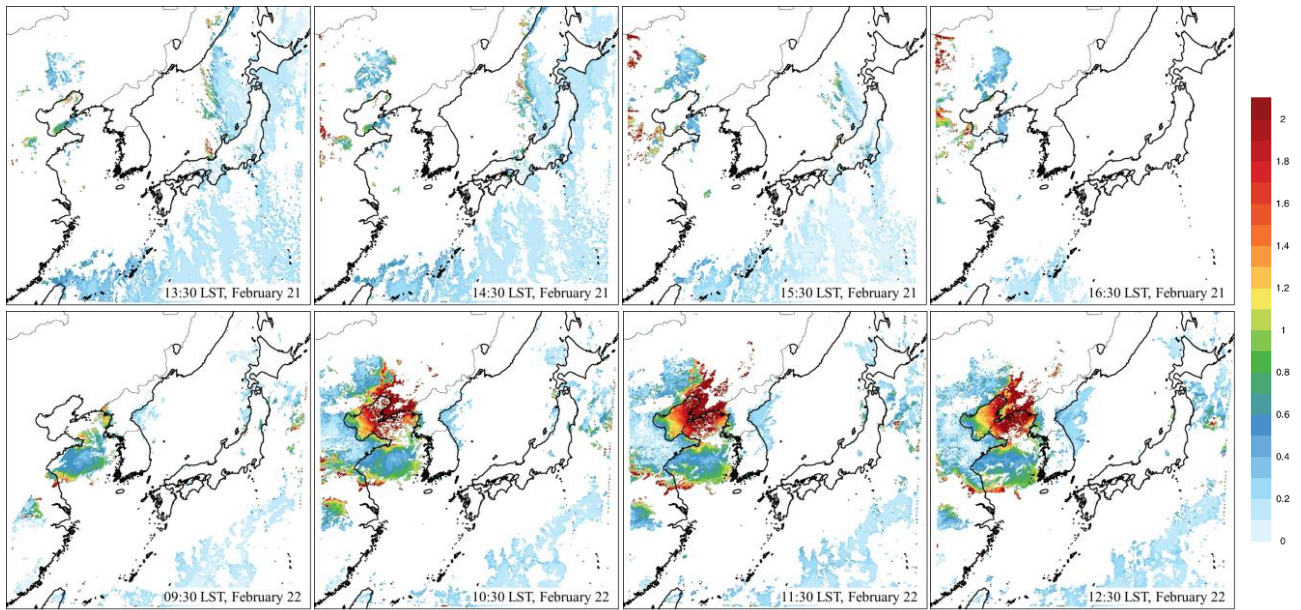 13:30 LST, February 21
14:30 LST, February 21
15:30 LST, February 21
16:30 LST, February 21
09:30 LST, February 22
10:30 LST, February 22
11:30 LST, February 22
12:30 LST, February 22
2
1.8
1.6
1.4
1.2
1
0.8
0.6
0.4
0.2
0